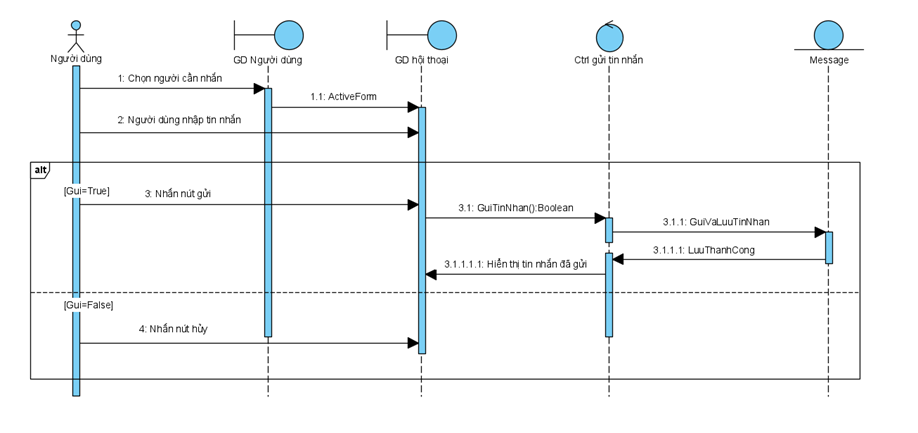 Người dùng
GD Người dùng
GD hội thoại
Ctrl gửi tin nhắn
Message
1: Chọn người cần nhắn
1.1: ActiveForm
2: Người dùng nhập tin nhắn
alt
[Gui=True]
3: Nhấn nút gửi
3.1: GuiTinNhan():Boolean
3.1.1: GuiVaLuuTinNhan
3.1.1.1: LuuThanhCong
3.1.1.1.1: Hiển thị tin nhắn đã gửi
[Gui=False]
4: Nhấn nút hủy